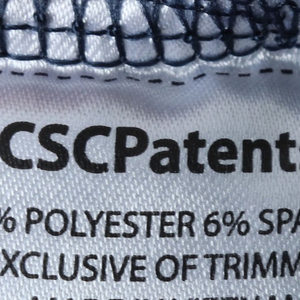 CSCPatent
% POLYESTER 6% SPA
XCLUSIVE OF TRIMM